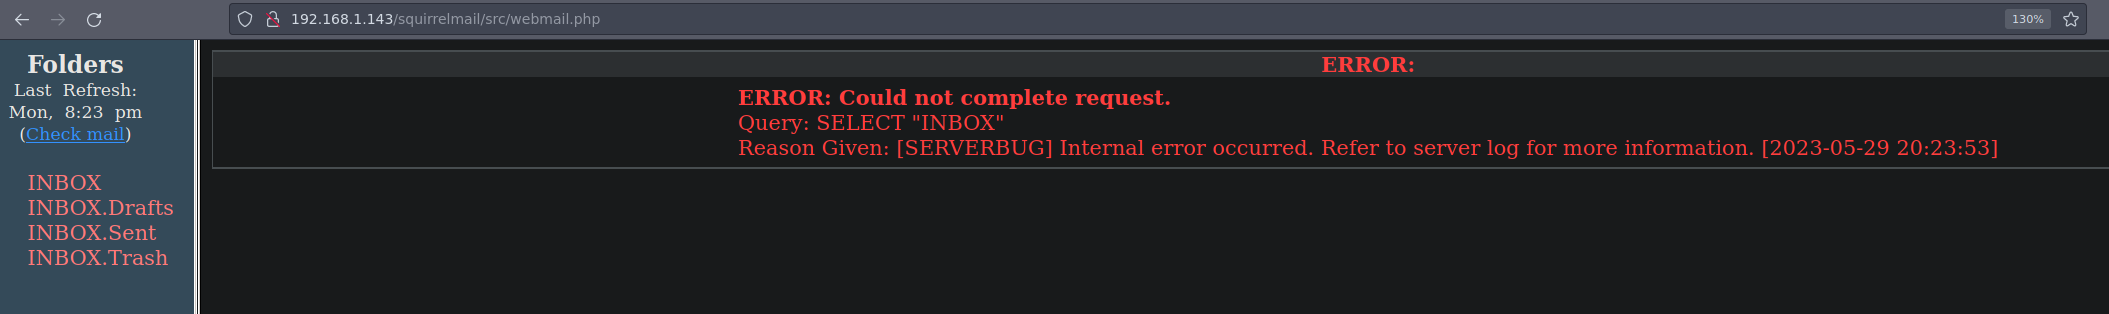 192.168.1.143/squirrelmail/src/webmail.php
130%
Folders
Last Refresh:
Mon, 8:23 pm
(Check mail)
INBOX
INBOX.Drafts
INBOX.Sent
INBOX.Trash
ERROR:
ERROR: Could not complete request.
Query: SELECT "INBOX"
Reason Given: [SERVERBUG] Internal error occurred. Refer to server log for more information. [2023-05-29 20:23:53]